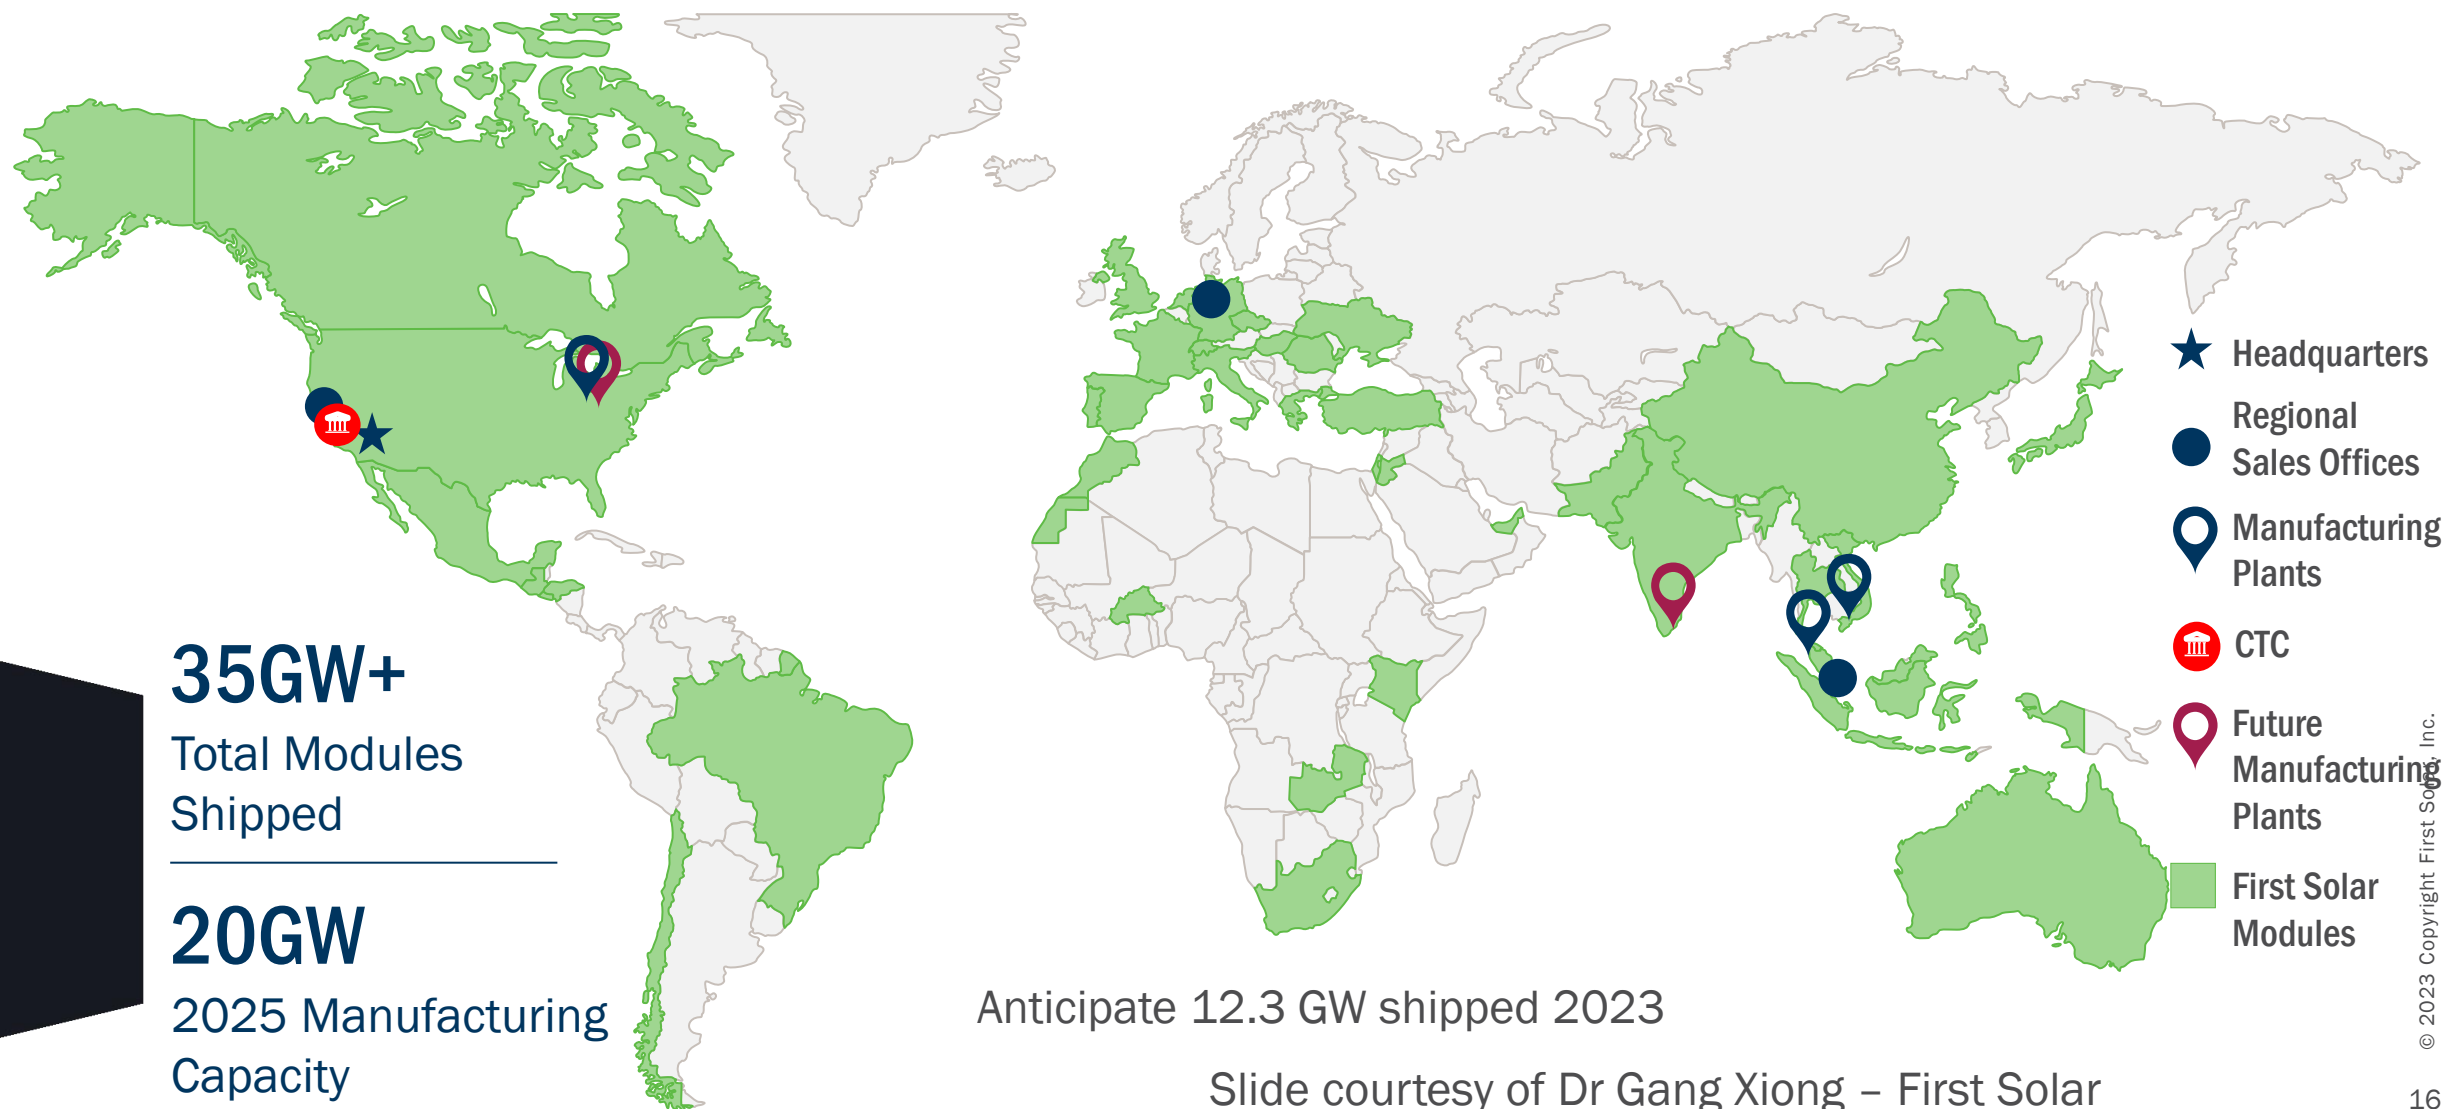 35GW+
Total Modules
Shipped
20GW
2025 Manufacturing
Capacity
Anticipate 12.3 GW shipped 2023
Slide courtesy of Dr Gang Xiong – First Solar
Headquarters
Regional
Sales Offices
Manufacturing
Plants
CTC
Future
Manufacturing
Plants
First Solar
Modules
© 2023 Copyright First Solar, Inc.
16